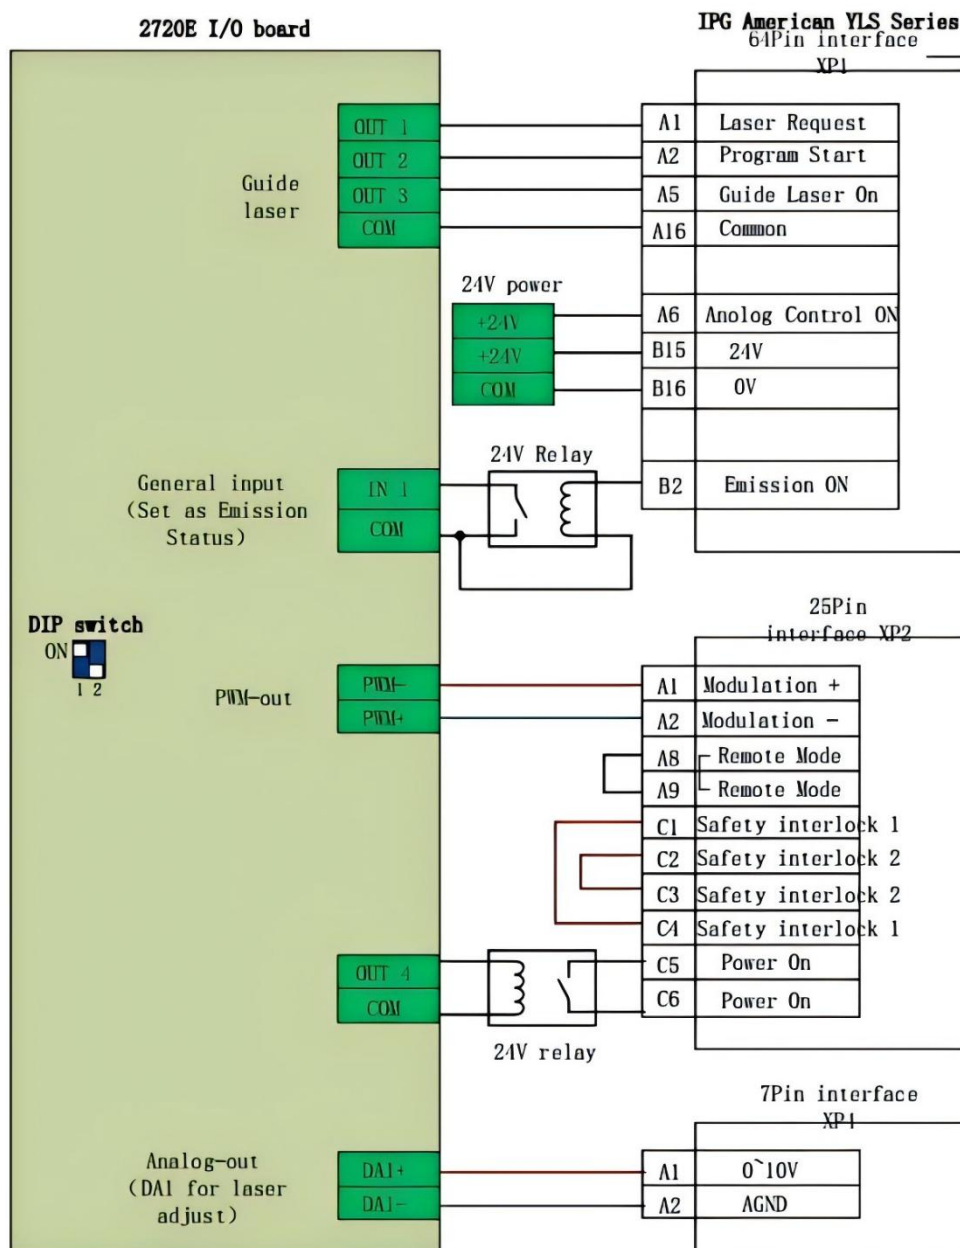 2720E I/O board
IPG American YLS Series
64Pin interface
XP1
Guide
laser
OUT 1
OUT 2
OUT 3
COM
A1 Laser Request
A2 Program Start
A5 Guide Laser On
A16 Common
24V power
+24V
+24V
COM
A6 Anolog Control ON
B15 24V
B16 0V
General input
(Set as Emission
Status)
IN 1
COM
24V Relay
B2 Emission ON
DIP switch
ON
1 2
25Pin
interface XP2
PWM-out
PWM-
PWM+
A1 Modulation +
A2 Modulation -
A8 Remote Mode
A9 Remote Mode
C1 Safety interlock 1
C2 Safety interlock 2
C3 Safety interlock 2
C4 Safety interlock 1
C5 Power On
C6 Power On
OUT 4
COM
24V relay
7Pin interface
XP4
Analog-out
(DA1 for laser
adjust)
DA1+
DA1-
A1 0~10V
A2 AGND